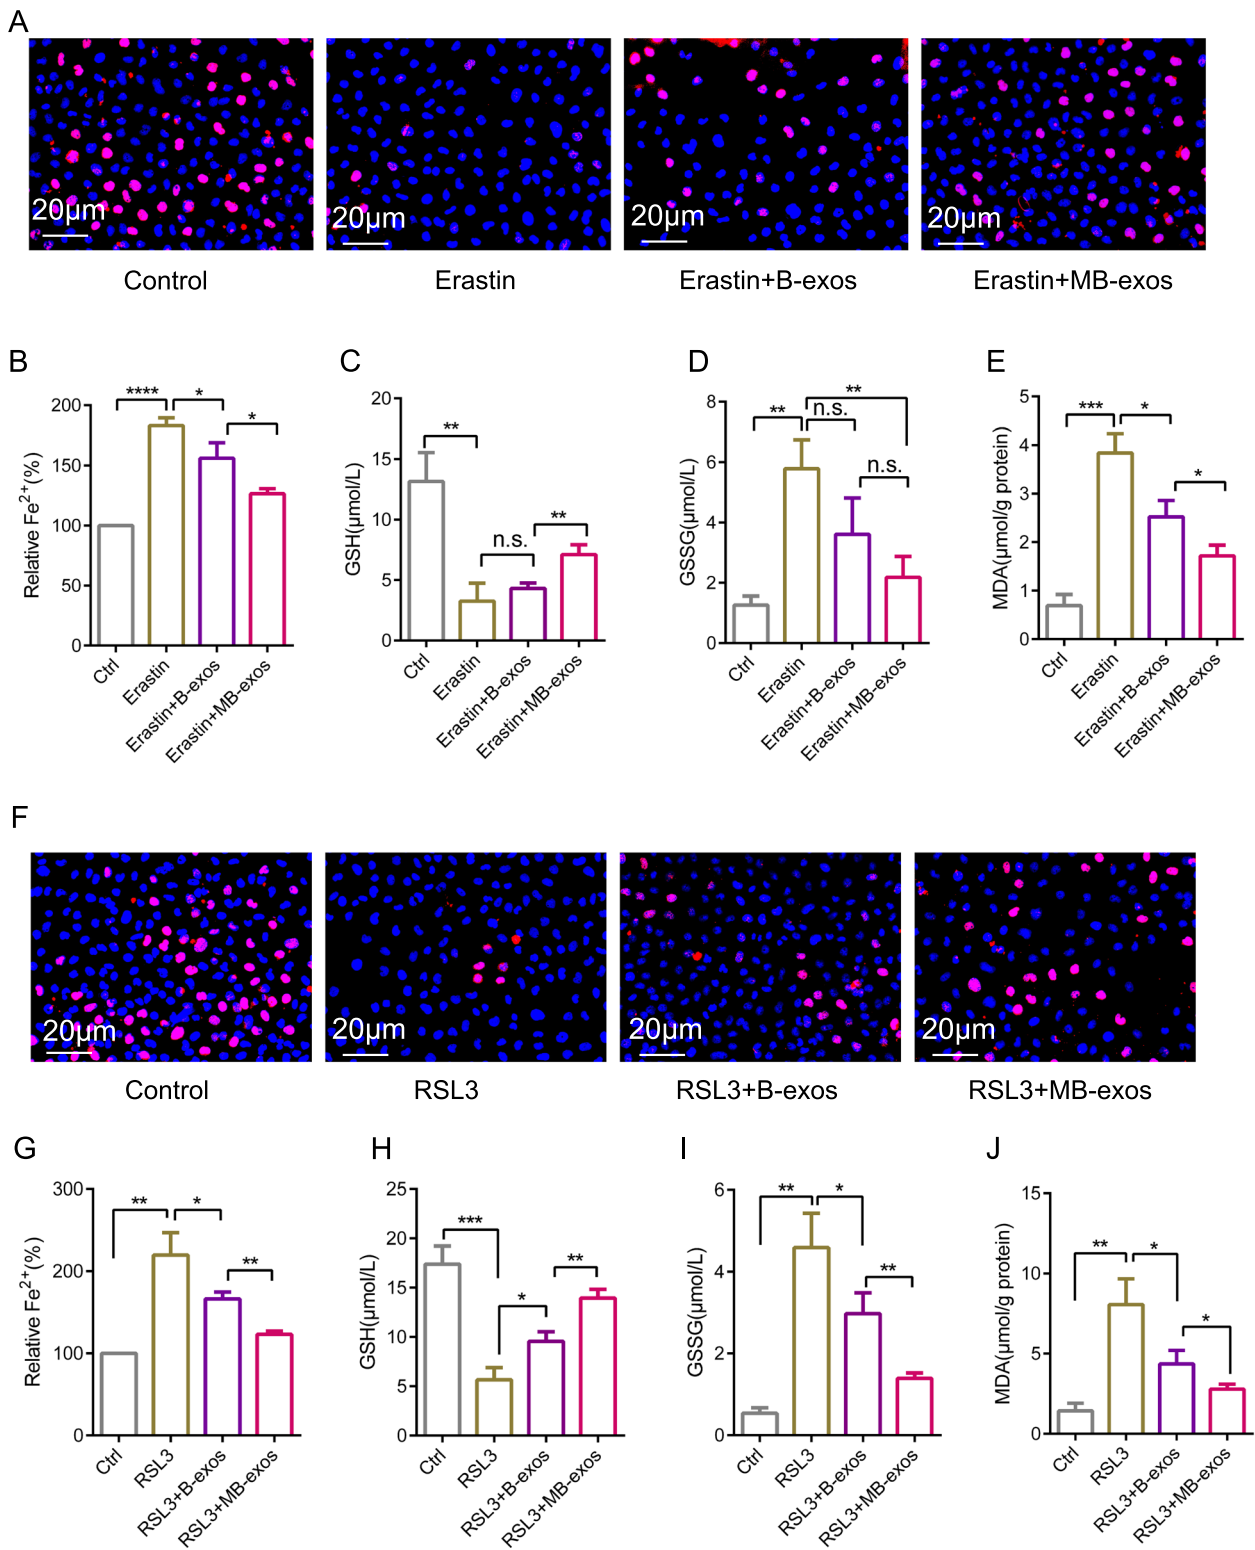 A
20μm
20μm
20μm
20μm
Control
Erastin
Erastin+B-exos
Erastin+MB-exos
B
Relative Fe2+(%)
200
150
100
50
0
****
*
*
Ctrl
Erastin
Erastin+B-exos
Erastin+MB-exos
C
GSH(μmol/L)
20
15
10
5
0
**
n.s.
**
Ctrl
Erastin
Erastin+B-exos
Erastin+MB-exos
D
GSSG(μmol/L)
8
6
4
2
0
**
**
n.s.
n.s.
Ctrl
Erastin
Erastin+B-exos
Erastin+MB-exos
E
MDA(μmol/g protein)
5
4
3
2
1
0
***
*
*
Ctrl
Erastin
Erastin+B-exos
Erastin+MB-exos
F
20μm
20μm
20μm
20μm
Control
RSL3
RSL3+B-exos
RSL3+MB-exos
G
Relative Fe2+(%)
300
200
100
0
**
*
**
Ctrl
RSL3
RSL3+B-exos
RSL3+MB-exos
H
GSH(μmol/L)
25
20
15
10
5
0
***
*
**
Ctrl
RSL3
RSL3+B-exos
RSL3+MB-exos
I
GSSG(μmol/L)
6
4
2
0
**
*
**
Ctrl
RSL3
RSL3+B-exos
RSL3+MB-exos
J
MDA(μmol/g protein)
15
10
5
0
**
*
*
Ctrl
RSL3
RSL3+B-exos
RSL3+MB-exos